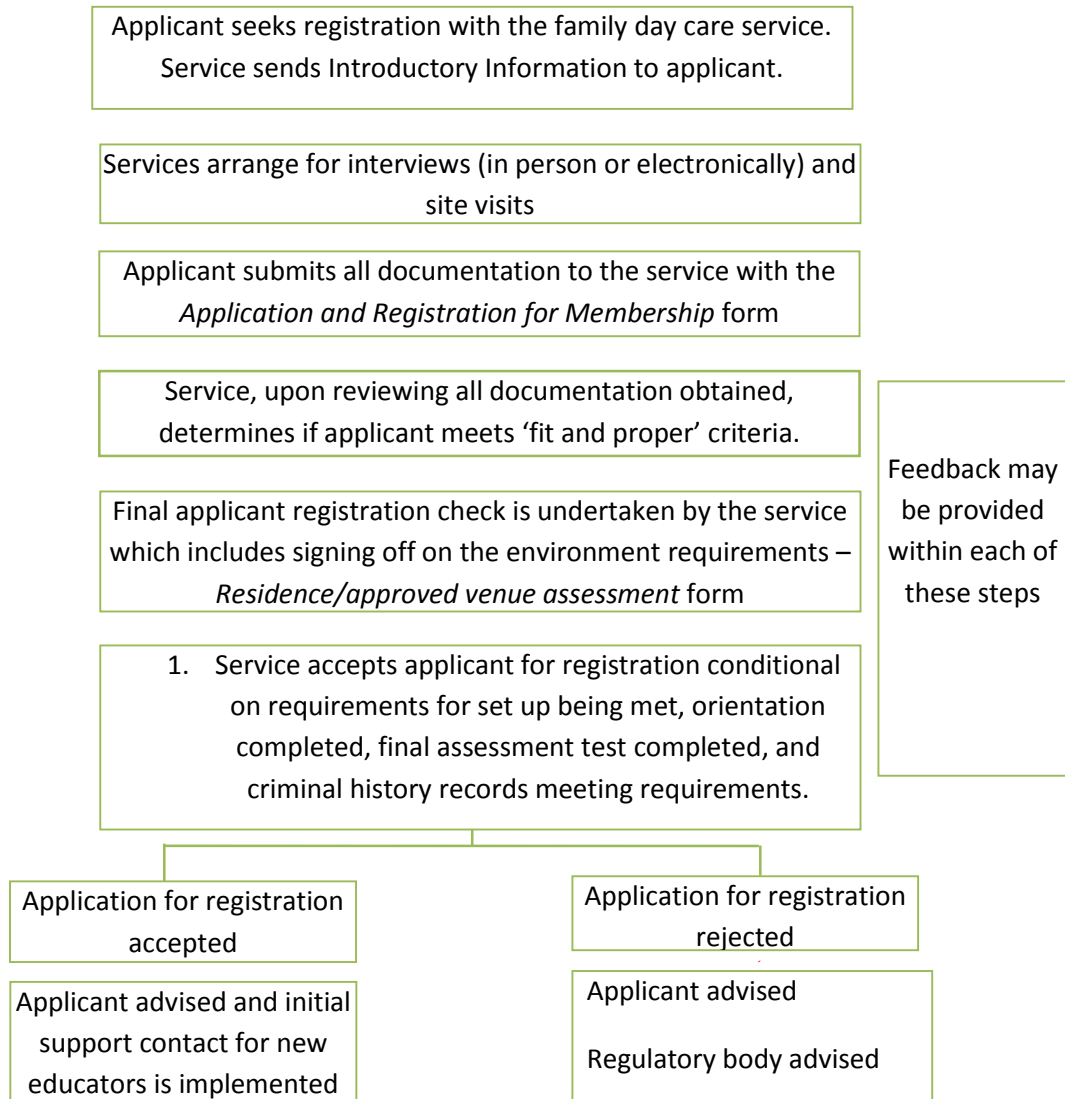 Applicant seeks registration with the family day care service.
Service sends Introductory Information to applicant.
Services arrange for interviews (in person or electronically) and
site visits
Applicant submits all documentation to the service with the
Application and Registration for Membership form
Service, upon reviewing all documentation obtained,
determines if applicant meets ‘fit and proper’ criteria.
Final applicant registration check is undertaken by the service
which includes signing off on the environment requirements –
Residence/approved venue assessment form
Feedback may
be provided
within each of
these steps
1. Service accepts applicant for registration conditional
on requirements for set up being met, orientation
completed, final assessment test completed, and
criminal history records meeting requirements.
Application for registration
accepted
Application for registration
rejected
Applicant advised and initial
support contact for new
educators is implemented
Applicant advised
Regulatory body advised